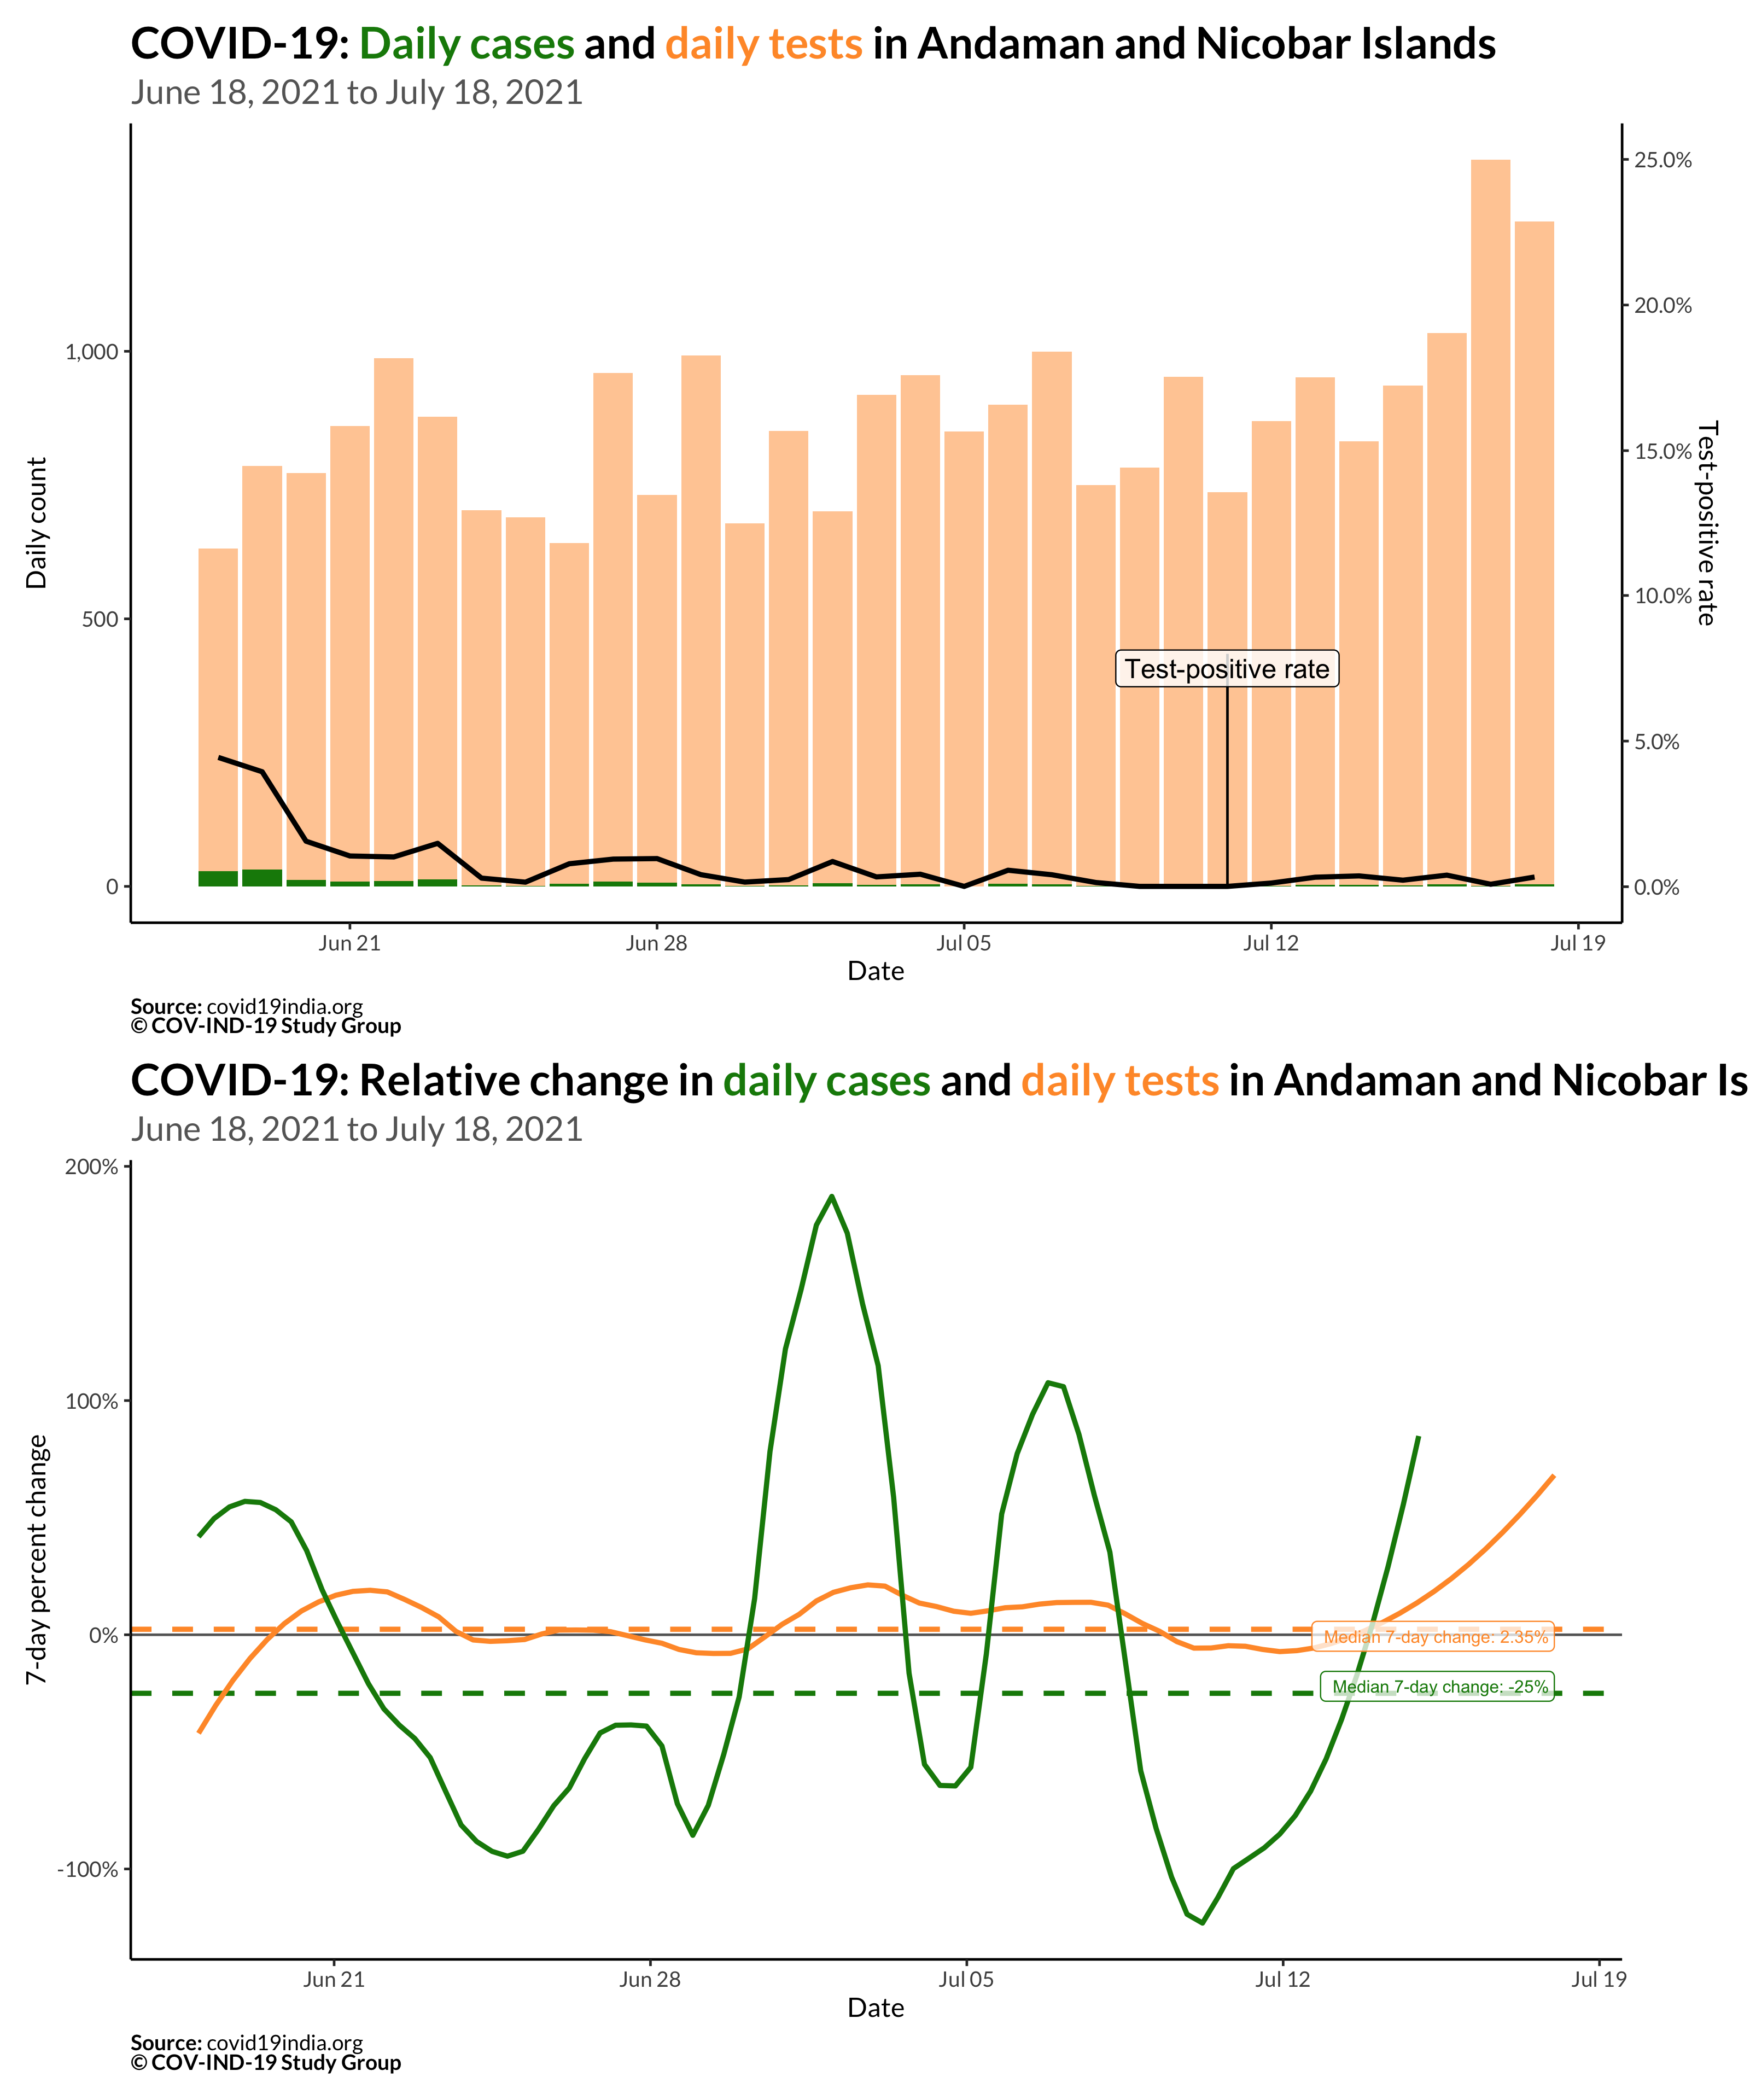 COVID-19: Daily cases and daily tests in Andaman and Nicobar Islands
June 18, 2021 to July 18, 2021
25.0%
20.0%
1,000
15.0%
Daily count
Test-positive rate
10.0%
500
Test-positive rate
5.0%
0
0.0%
Jun 21
Jun 28
Jul 05
Jul 12
Jul 19
Date
Source: covid19india.org
© COV-IND-19 Study Group
COVID-19: Relative change in daily cases and daily tests in Andaman and Nicobar Is
June 18, 2021 to July 18, 2021
200%
100%
7-day percent change
0%
Median 7-day change: 2.35%
Median 7-day change: -25%
-100%
Jun 21
Jun 28
Jul 05
Jul 12
Jul 19
Date
Source: covid19india.org
© COV-IND-19 Study Group